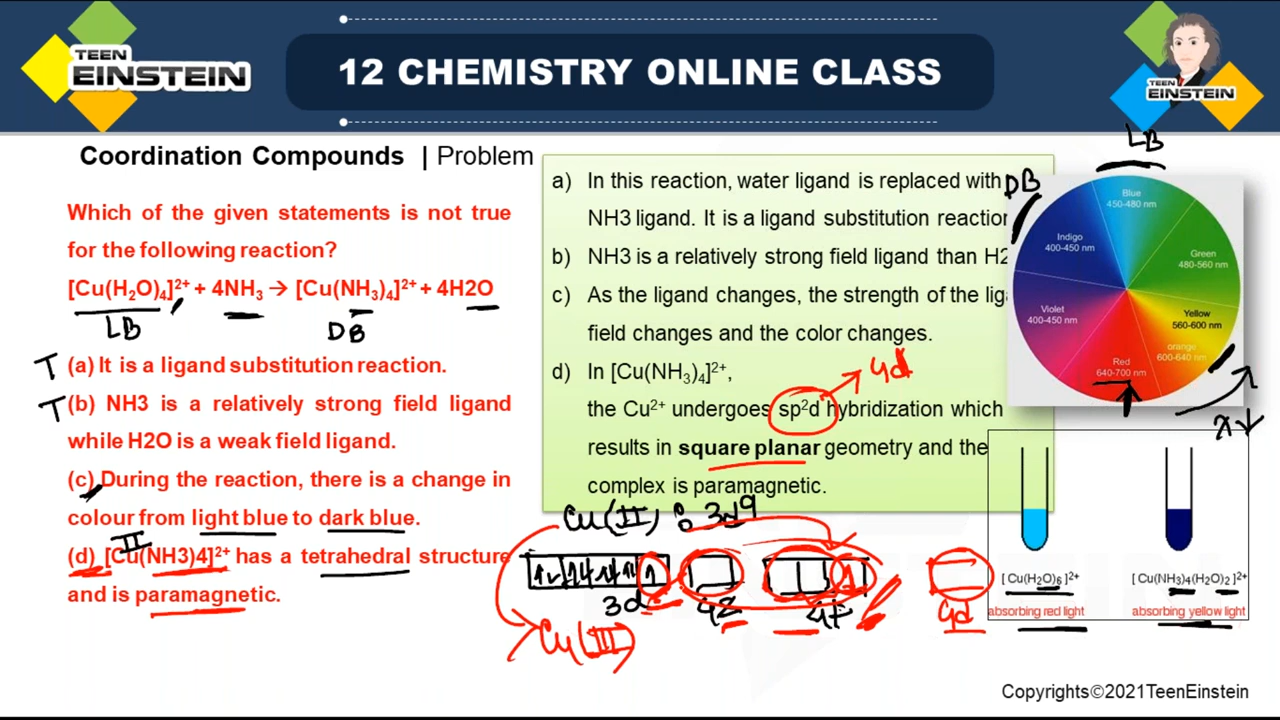 TEEN
EINSTEIN
12 CHEMISTRY ONLINE CLASS
TEEN
EINSTEIN
Coordination Compounds | Problem
Which of the given statements is not true
for the following reaction?
[Cu(H₂O)₄]²⁺ + 4NH₃ → [Cu(NH₃)₄]²⁺ + 4H2O
LB DB
T (a) It is a ligand substitution reaction.
T (b) NH3 is a relatively strong field ligand
while H2O is a weak field ligand.
(c) During the reaction, there is a change in
colour from light blue to dark blue.
II
(d) [Cu(NH3)4]²⁺ has a tetrahedral structure
and is paramagnetic.
a) In this reaction, water ligand is replaced with
NH3 ligand. It is a ligand substitution reaction
b) NH3 is a relatively strong field ligand than H2
c) As the ligand changes, the strength of the liga
field changes and the color changes.
4d
d) In [Cu(NH₃)₄]²⁺,
the Cu²⁺ undergoes sp²d hybridization which
results in square planar geometry and the
complex is paramagnetic.
Cu(II) : 3d9
3d 4s 4p 4d
Cu(III)
LB
DB
Blue
450-480 nm
Indigo
400-450 nm
Green
480-560 nm
Violet
400-450 nm
Yellow
560-600 nm
orange
600-640 nm
Red
640-700 nm
λ↓
[ Cu(H₂O)₆ ]²⁺
absorbing red light
[ Cu(NH₃)₄(H₂O)₂ ]²⁺
absorbing yellow light
Copyrights©2021TeenEinstein